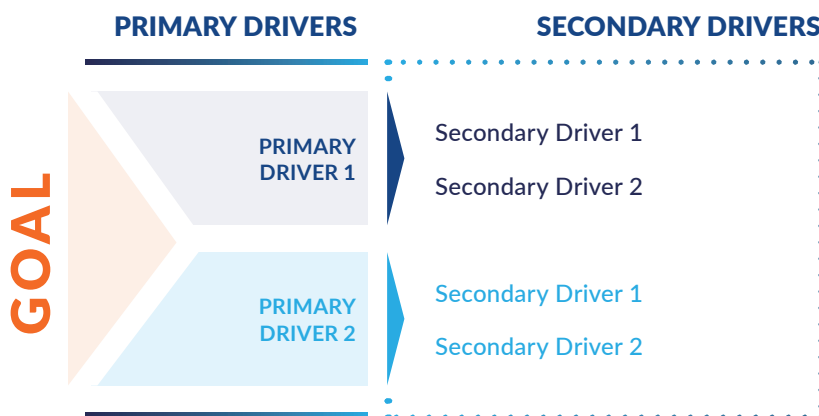 PRIMARY DRIVERS
SECONDARY DRIVERS
GOAL
PRIMARY
DRIVER 1
Secondary Driver 1
Secondary Driver 2
PRIMARY
DRIVER 2
Secondary Driver 1
Secondary Driver 2